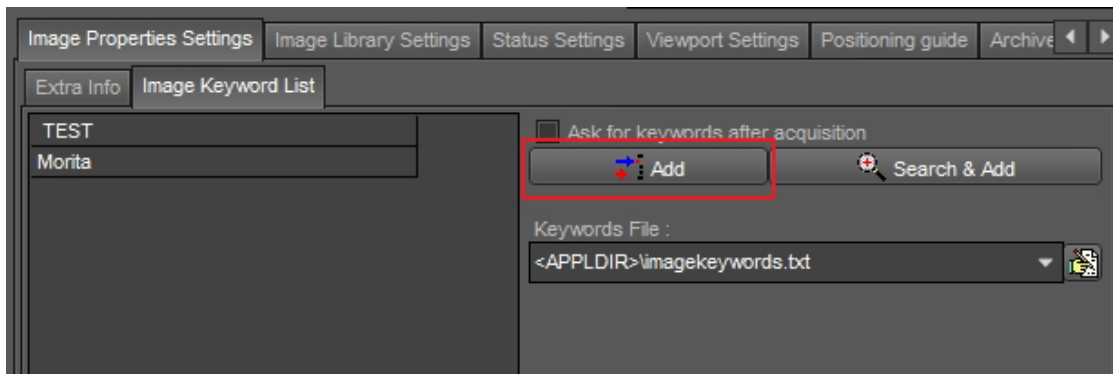 Image Properties Settings Image Library Settings Status Settings Viewport Settings Positioning guide Archive
Extra Info Image Keyword List
TEST
Morita
Ask for keywords after acquisition
Add Search & Add
Keywords File :
<APPLDIR>\imagekeywords.txt